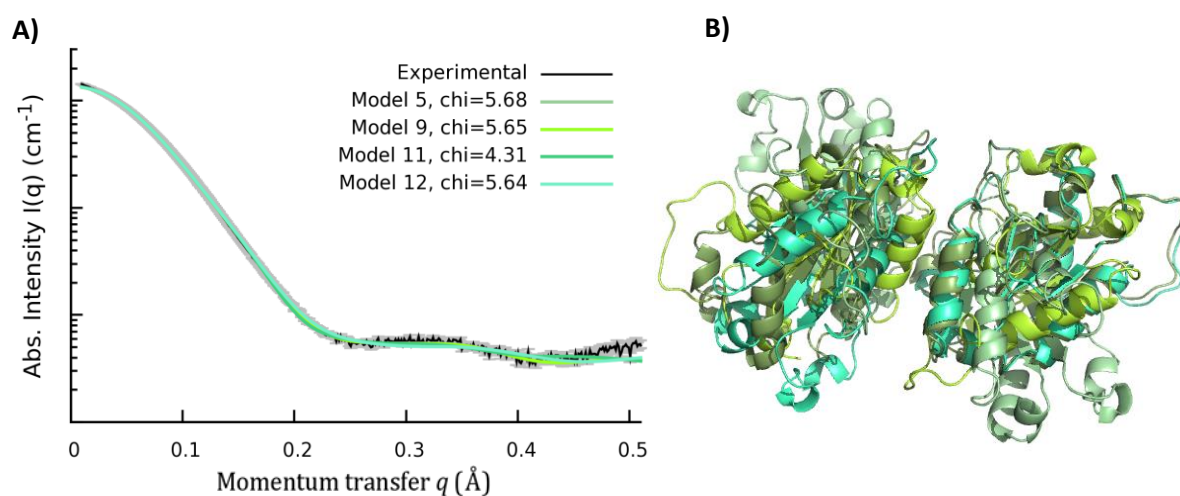 A)
B)
Experimental
Model 5, chi=5.68
Model 9, chi=5.65
Model 11, chi=4.31
Model 12, chi=5.64
Abs. Intensity I(q) (cm⁻¹)
0 0.1 0.2 0.3 0.4 0.5
Momentum transfer q (Å)